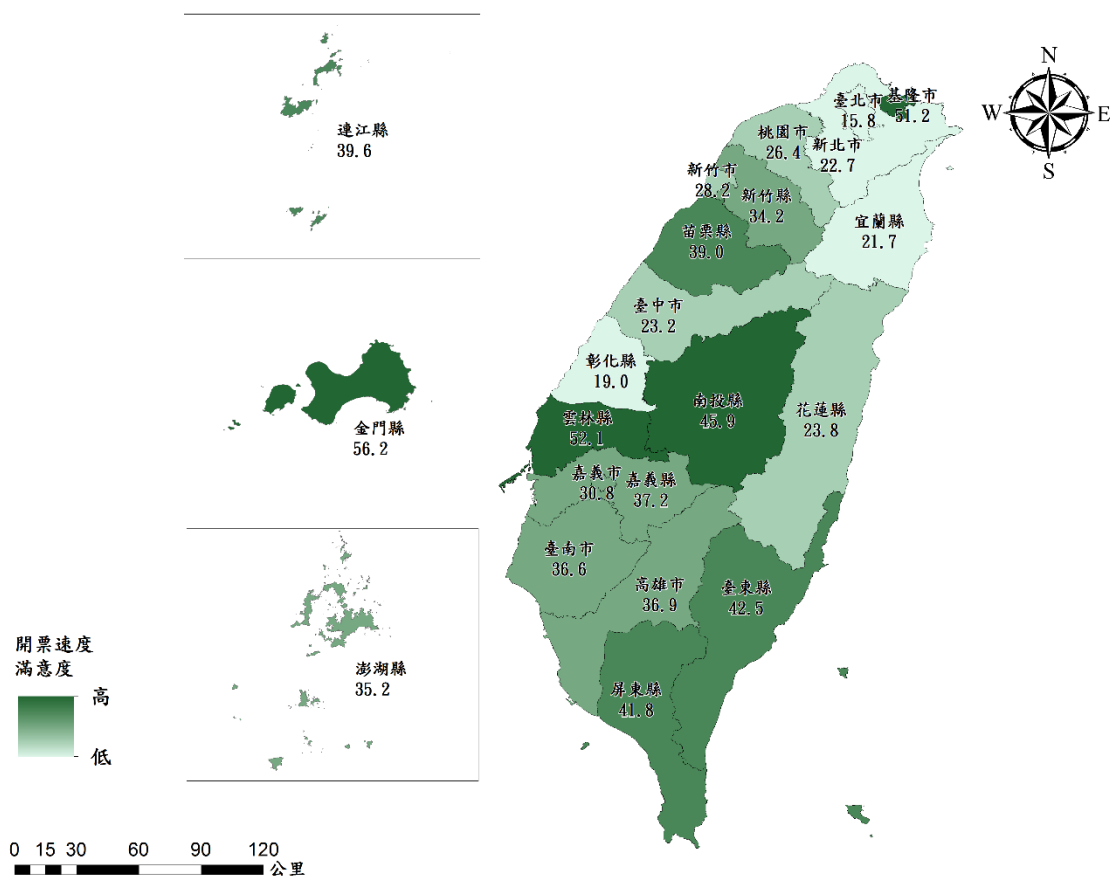 連江縣
39.6
金門縣
56.2
澎湖縣
35.2
開票速度
滿意度
高
低
0 15 30 60 90 120
公里
N
W
E
S
臺北市
15.8
基隆市
51.2
桃園市
26.4
新北市
22.7
新竹市
28.2
新竹縣
34.2
宜蘭縣
21.7
苗栗縣
39.0
臺中市
23.2
彰化縣
19.0
南投縣
45.9
花蓮縣
23.8
雲林縣
52.1
嘉義市
30.8
嘉義縣
37.2
臺南市
36.6
高雄市
36.9
臺東縣
42.5
屏東縣
41.8